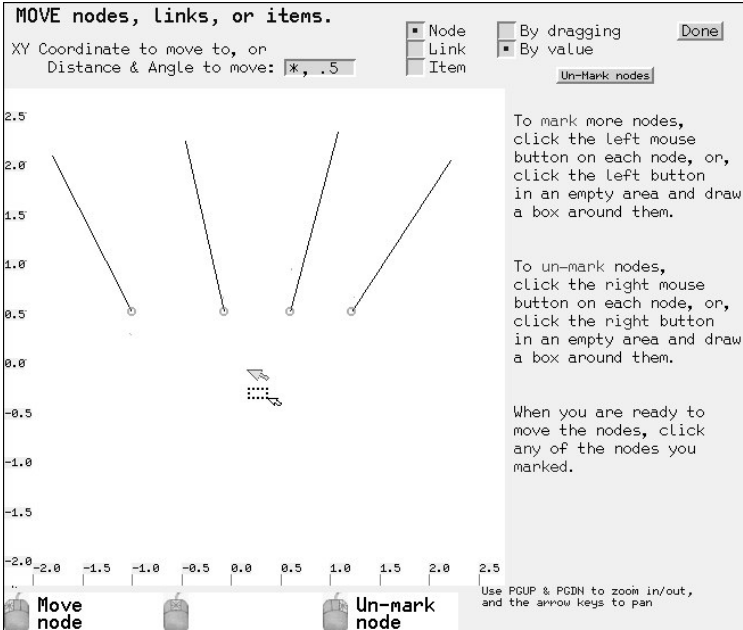 MOVE nodes, links, or items.
XY Coordinate to move to, or
Distance & Angle to move: *, .5
Node
Link
Item
By dragging
By value
Done
Un-Mark nodes
2.5
2.0
1.5
1.0
0.5
0.0
-0.5
-1.0
-1.5
-2.0
-2.0 -1.5 -1.0 -0.5 0.0 0.5 1.0 1.5 2.0 2.5
To mark more nodes,
click the left mouse
button on each node, or,
click the left button
in an empty area and draw
a box around them.
To un-mark nodes,
click the right mouse
button on each node, or,
click the right button
in an empty area and draw
a box around them.
When you are ready to
move the nodes, click
any of the nodes you
marked.
Move
node
Un-mark
node
Use PGUP & PGDN to zoom in/out,
and the arrow keys to pan